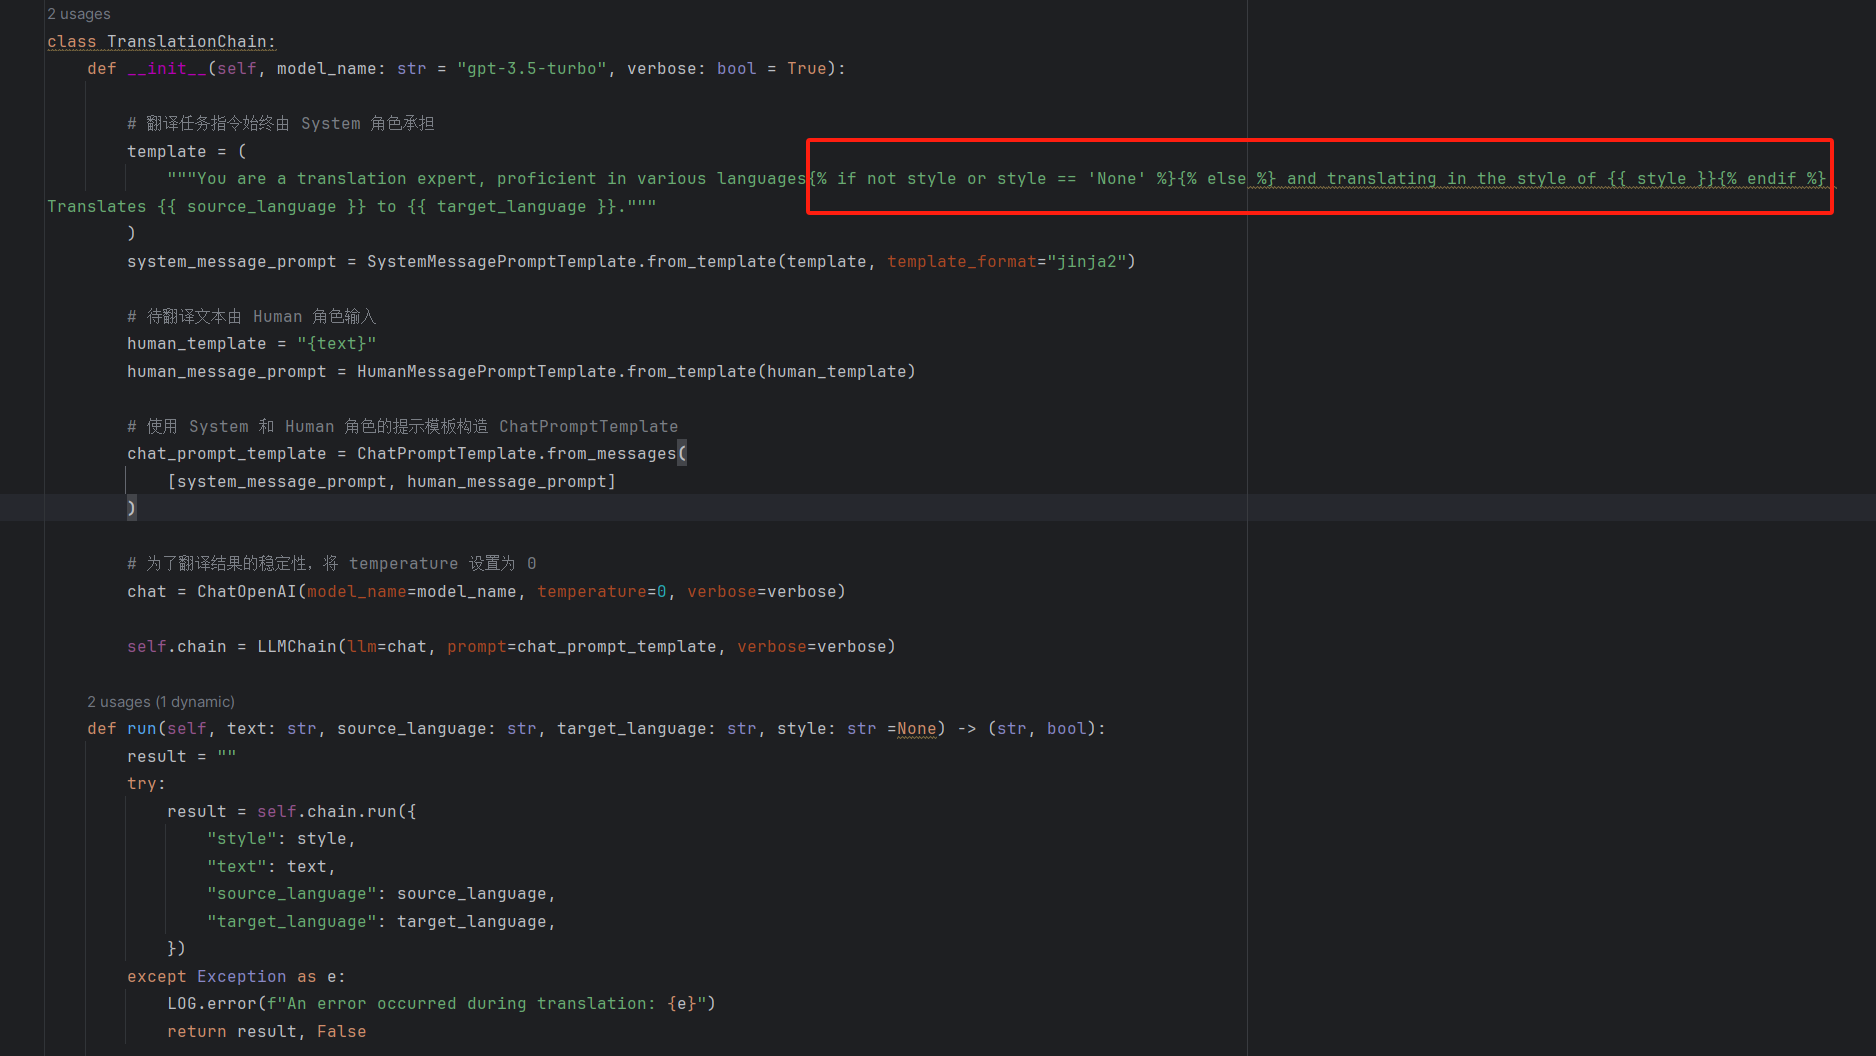 2 usages
class TranslationChain:
    def __init__(self, model_name: str = "gpt-3.5-turbo", verbose: bool = True):
        # 翻译任务指令始终由 System 角色承担
        template = (
            """You are a translation expert, proficient in various languages{% if not style or style == 'None' %}{% else %} and translating in the style of {{ style }}{% endif %}
Translates {{ source_language }} to {{ target_language }}."""
        )
        system_message_prompt = SystemMessagePromptTemplate.from_template(template, template_format="jinja2")
        # 待翻译文本由 Human 角色输入
        human_template = "{text}"
        human_message_prompt = HumanMessagePromptTemplate.from_template(human_template)
        # 使用 System 和 Human 角色的提示模板构造 ChatPromptTemplate
        chat_prompt_template = ChatPromptTemplate.from_messages(
            [system_message_prompt, human_message_prompt]
        )
        # 为了翻译结果的稳定性，将 temperature 设置为 0
        chat = ChatOpenAI(model_name=model_name, temperature=0, verbose=verbose)
        self.chain = LLMChain(llm=chat, prompt=chat_prompt_template, verbose=verbose)
    2 usages (1 dynamic)
    def run(self, text: str, source_language: str, target_language: str, style: str =None) -> (str, bool):
        result = ""
        try:
            result = self.chain.run({
                "style": style,
                "text": text,
                "source_language": source_language,
                "target_language": target_language,
            })
        except Exception as e:
            LOG.error(f"An error occurred during translation: {e}")
            return result, False